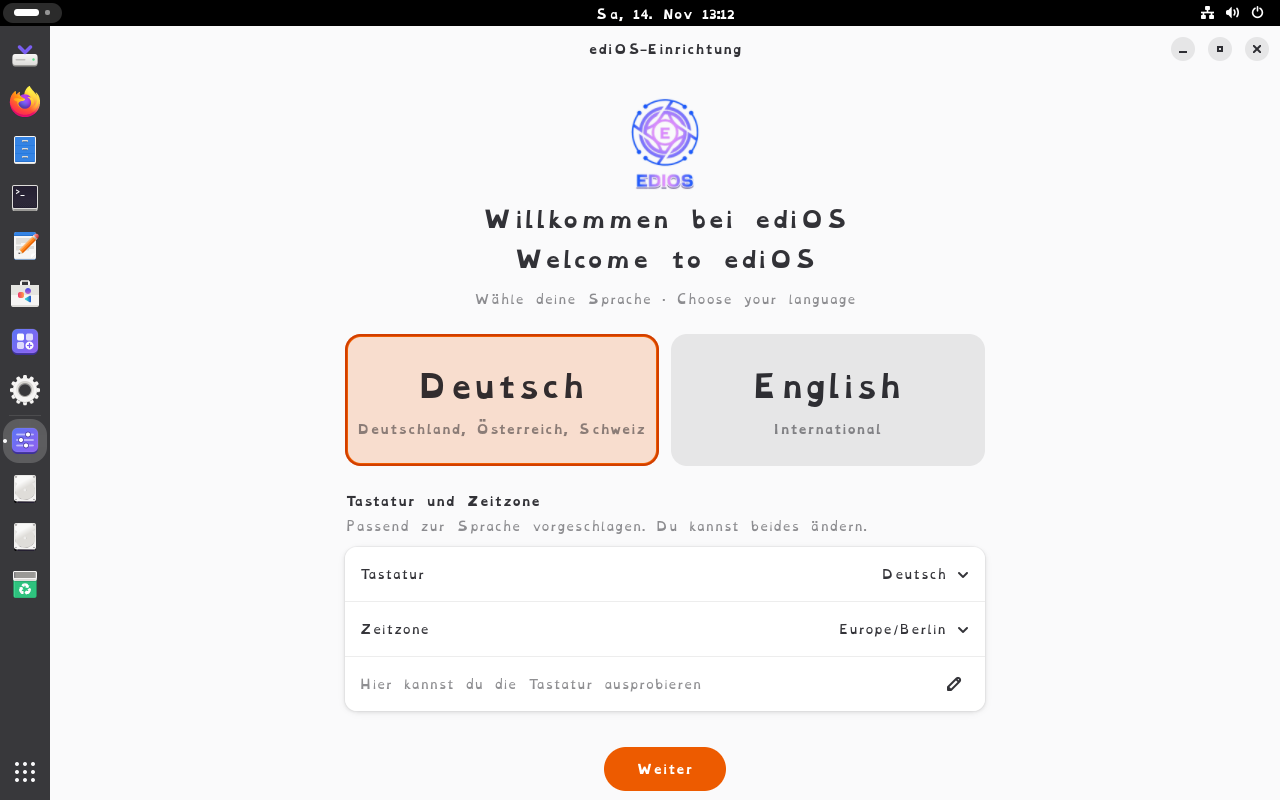 Sa, 14. Nov 13:12
ediOS-Einrichtung
E
EDIOS
Willkommen bei ediOS
Welcome to ediOS
Wähle deine Sprache · Choose your language
Deutsch
Deutschland, Österreich, Schweiz
English
International
Tastatur und Zeitzone
Passend zur Sprache vorgeschlagen. Du kannst beides ändern.
Tastatur Deutsch
Zeitzone Europe/Berlin
Hier kannst du die Tastatur ausprobieren
Weiter